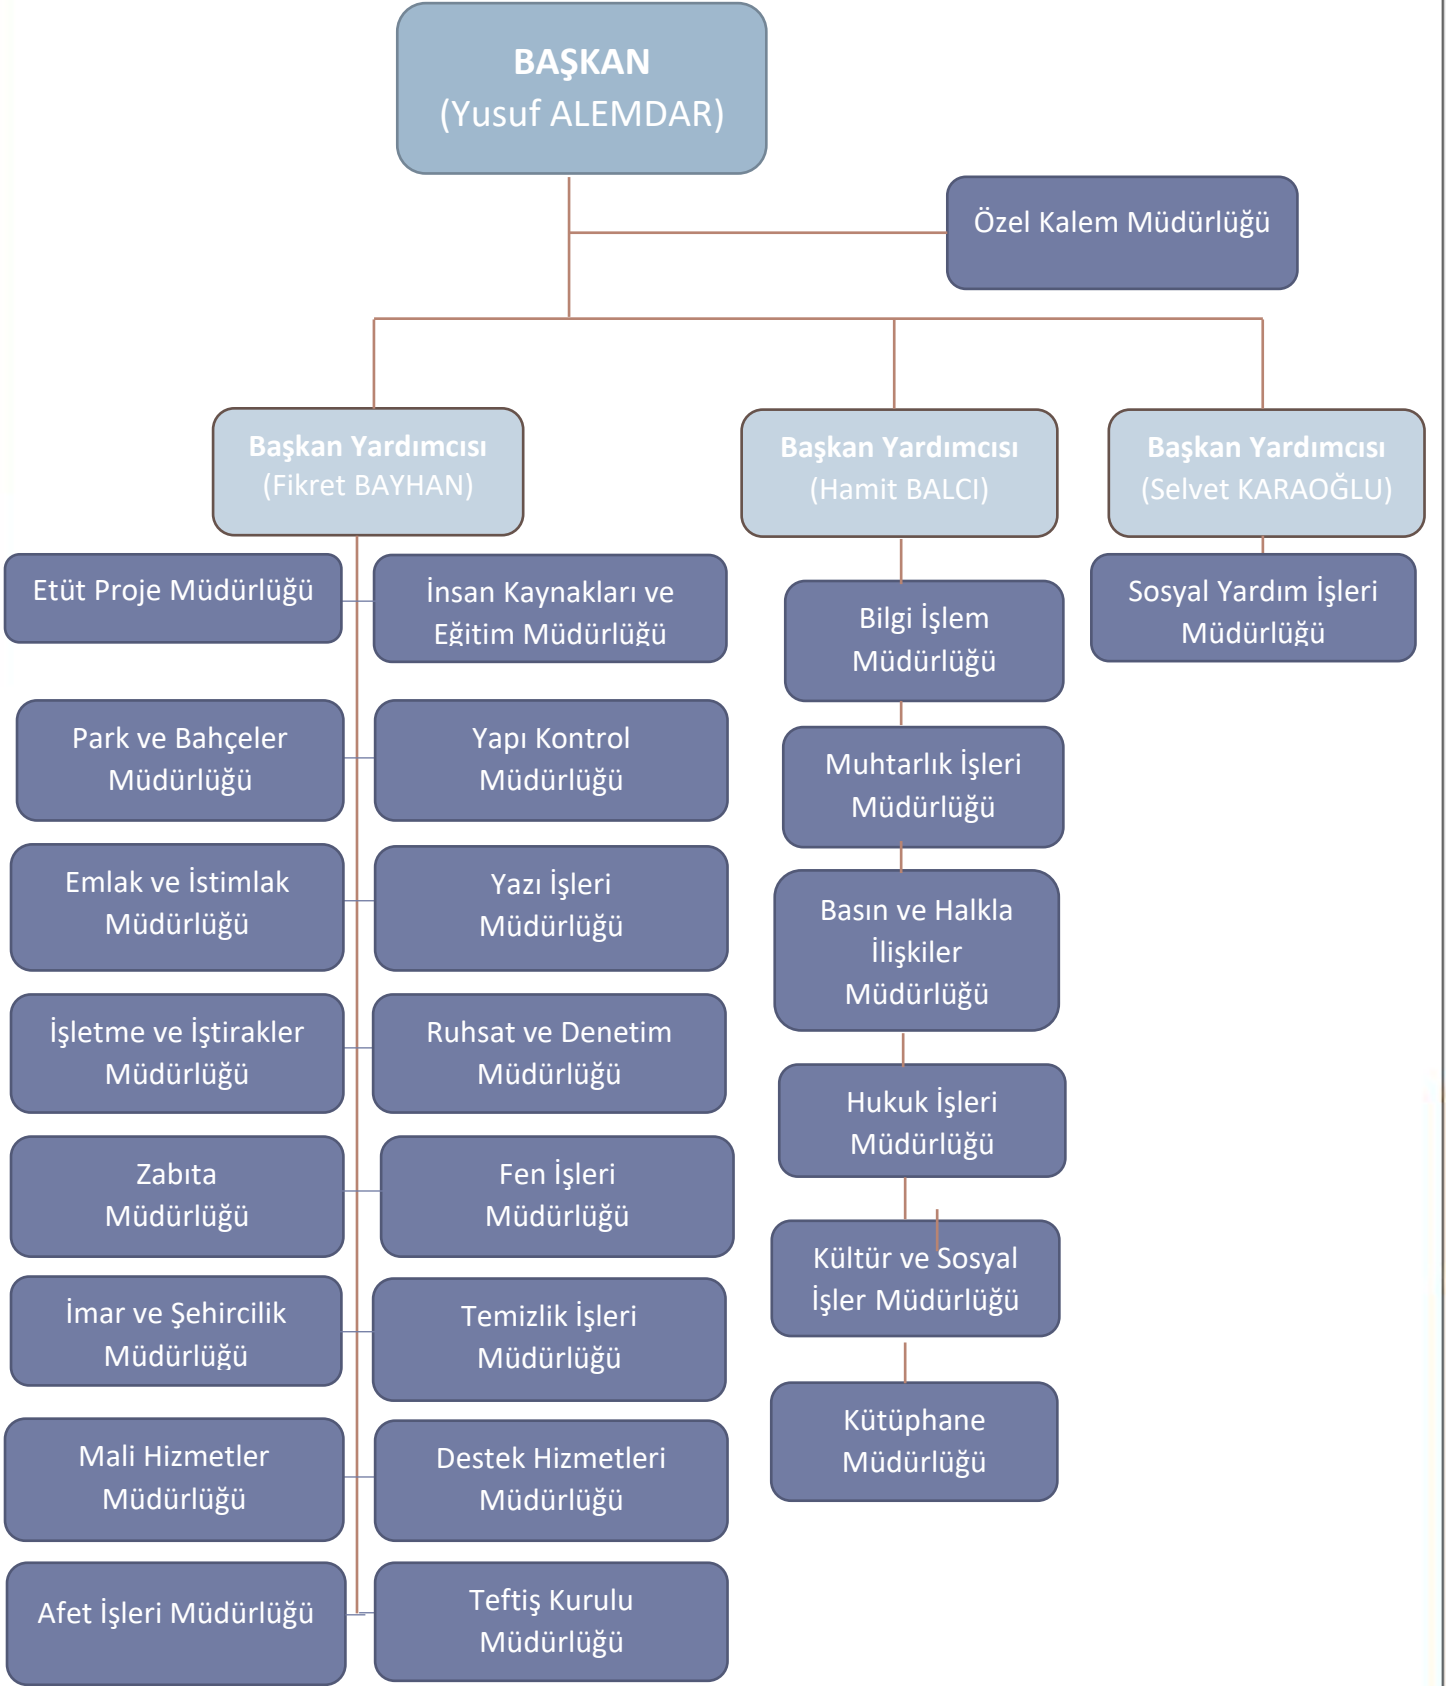 BAŞKAN
(Yusuf ALEMDAR)
Özel Kalem Müdürlüğü
Başkan Yardımcısı
(Fikret BAYHAN)
Başkan Yardımcısı
(Hamit BALCI)
Başkan Yardımcısı
(Selvet KARAOĞLU)
Etüt Proje Müdürlüğü
İnsan Kaynakları ve
Eğitim Müdürlüğü
Park ve Bahçeler
Müdürlüğü
Yapı Kontrol
Müdürlüğü
Emlak ve İstimlak
Müdürlüğü
Yazı İşleri
Müdürlüğü
İşletme ve İştirakler
Müdürlüğü
Ruhsat ve Denetim
Müdürlüğü
Zabıta
Müdürlüğü
Fen İşleri
Müdürlüğü
İmar ve Şehircilik
Müdürlüğü
Temizlik İşleri
Müdürlüğü
Mali Hizmetler
Müdürlüğü
Destek Hizmetleri
Müdürlüğü
Afet İşleri Müdürlüğü
Teftiş Kurulu
Müdürlüğü
Bilgi İşlem
Müdürlüğü
Muhtarlık İşleri
Müdürlüğü
Basın ve Halkla
İlişkiler
Müdürlüğü
Hukuk İşleri
Müdürlüğü
Kültür ve Sosyal
İşler Müdürlüğü
Kütüphane
Müdürlüğü
Sosyal Yardım İşleri
Müdürlüğü